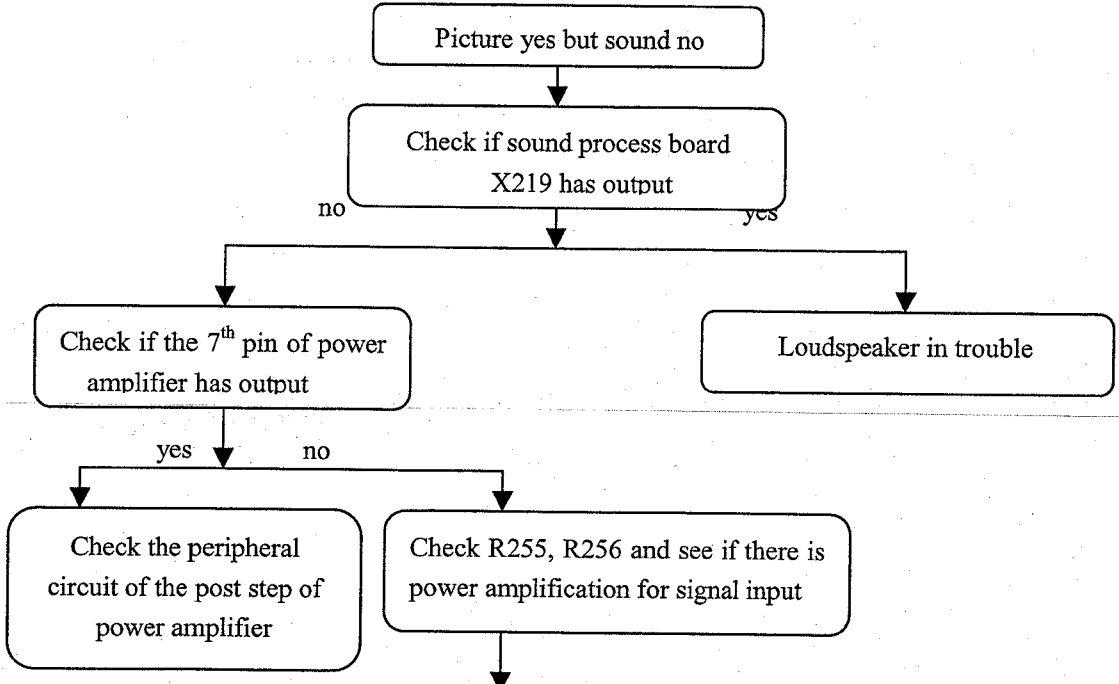 Picture yes but sound no
Check if sound process board
X219 has output
no
yes
Check if the 7th pin of power
amplifier has output
Loudspeaker in trouble
yes
no
Check the peripheral
circuit of the post step of
power amplifier
Check R255, R256 and see if there is
power amplification for signal input